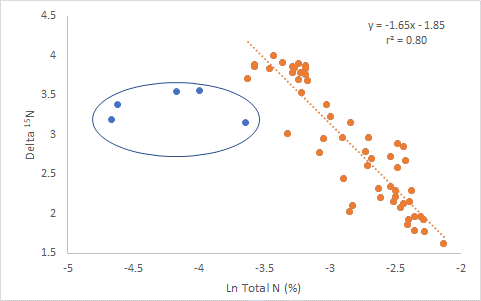 4.5
y = -1.65x - 1.85
r² = 0.80
4
3.5
3
2.5
2
1.5
Delta ¹⁵N
-5 -4.5 -4 -3.5 -3 -2.5 -2
Ln Total N (%)